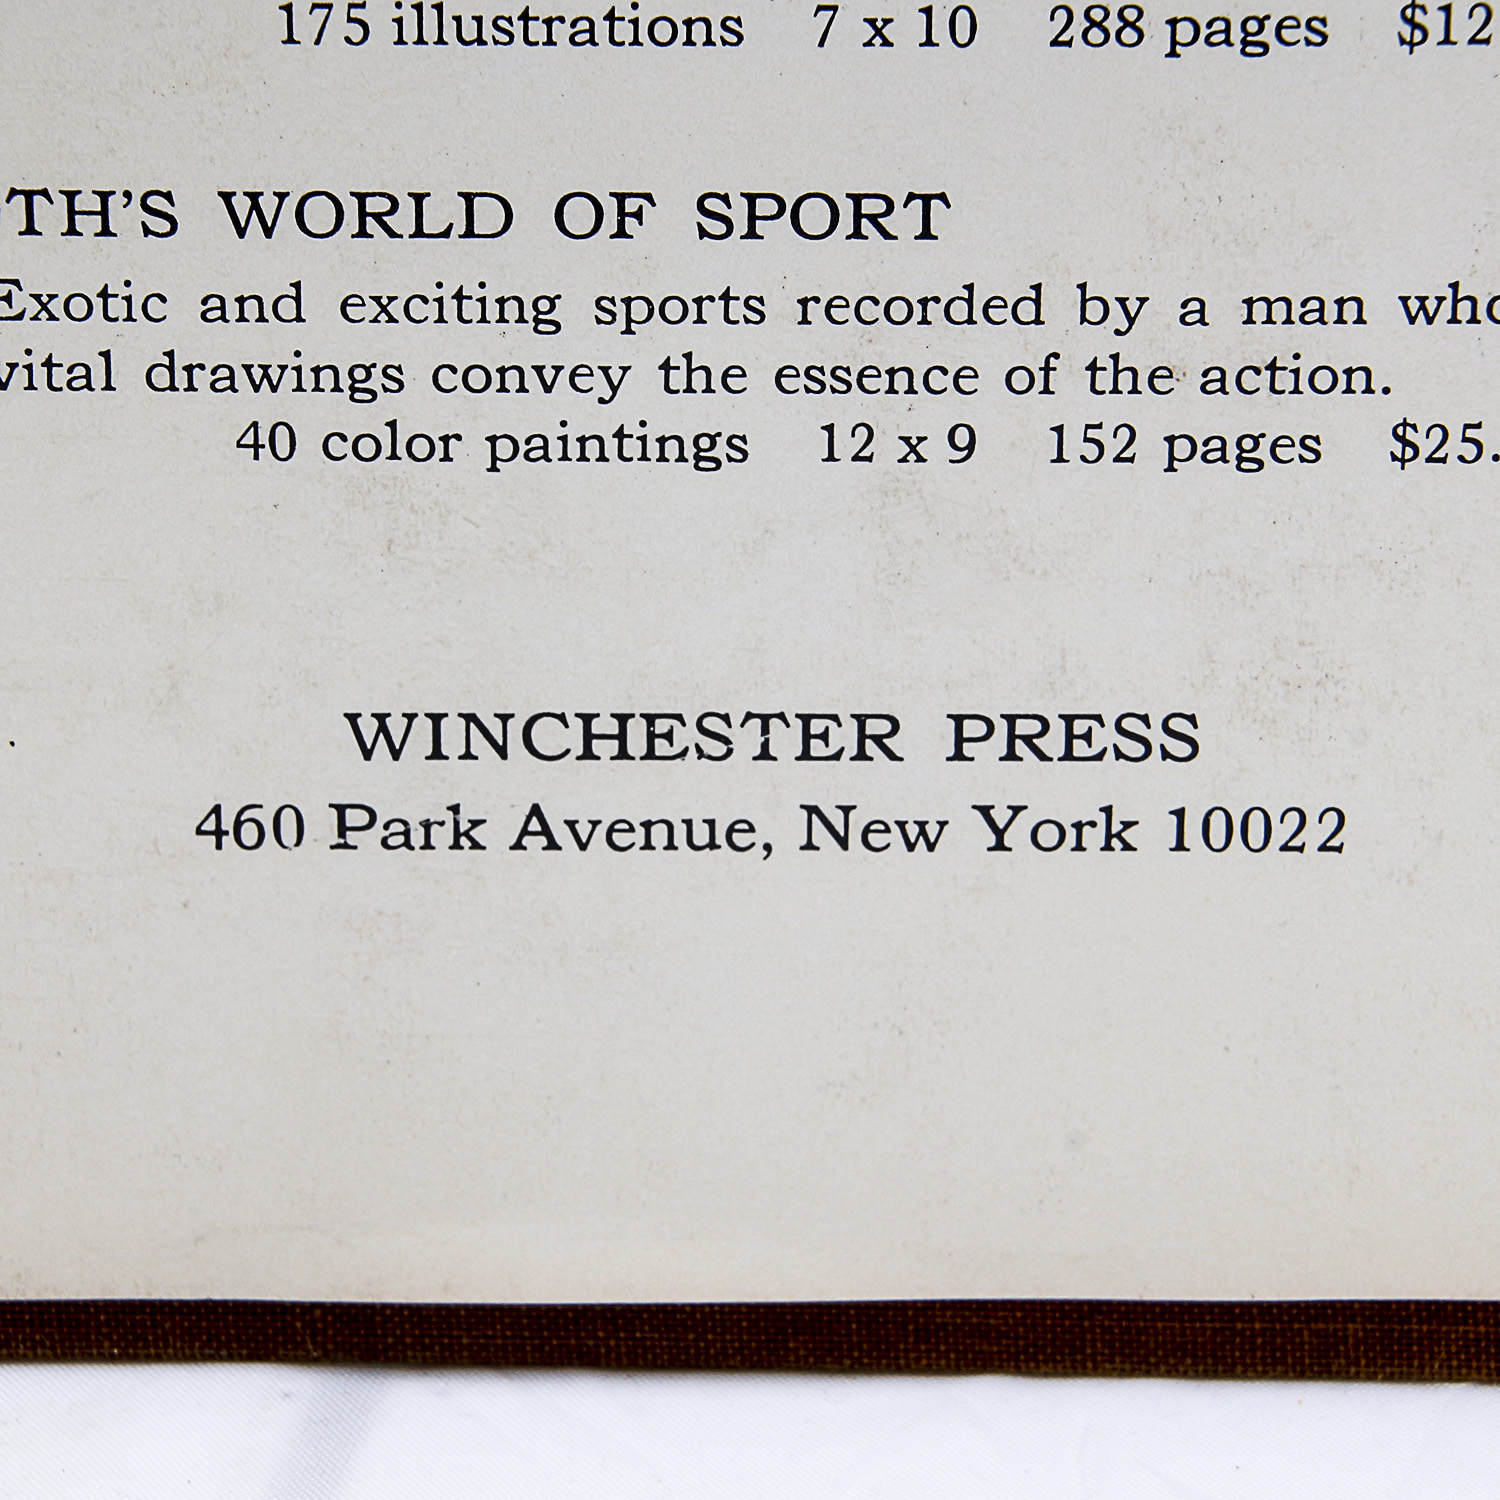 175 illustrations 7 x 10 288 pages $12
TH'S WORLD OF SPORT
Exotic and exciting sports recorded by a man who
vital drawings convey the essence of the action.
40 color paintings 12 x 9 152 pages $25.
WINCHESTER PRESS
460 Park Avenue, New York 10022